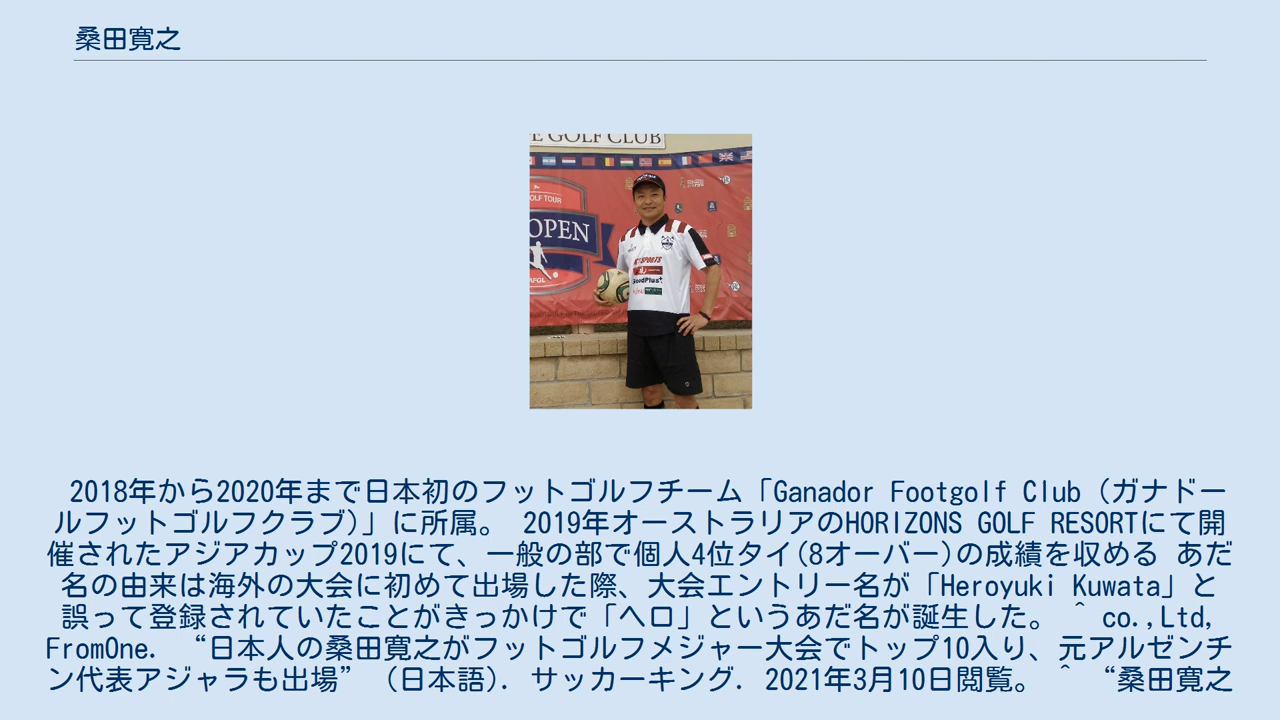 桑田寛之
E GOLF CLUB
OLF TOUR
OPEN
AFGL
2018年から2020年まで日本初のフットゴルフチーム「Ganador Footgolf Club (ガナドー
ルフットゴルフクラブ)」に所属。 2019年オーストラリアのHORIZONS GOLF RESORTにて開
催されたアジアカップ2019にて、一般の部で個人4位タイ(8オーバー)の成績を収める あだ
名の由来は海外の大会に初めて出場した際、大会エントリー名が「Heroyuki Kuwata」と
誤って登録されていたことがきっかけで「ヘロ」というあだ名が誕生した。 ^ co.,Ltd,
FromOne. “日本人の桑田寛之がフットゴルフメジャー大会でトップ10入り、元アルゼンチ
ン代表アジャラも出場” (日本語). サッカーキング. 2021年3月10日閲覧。 ^ “桑田寛之